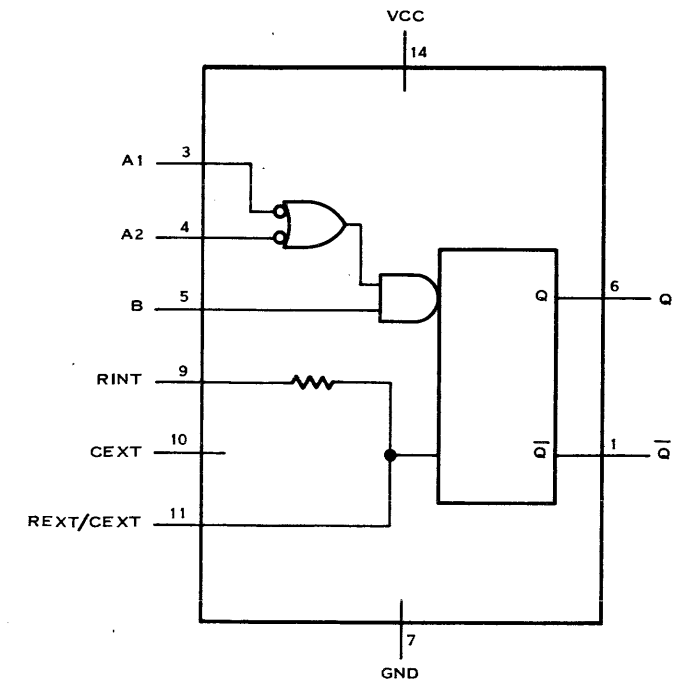 VCC
14
A1 3
A2 4
B 5
Q 6 Q
RINT 9
CEXT 10
Q̅ 1 Q̅
REXT/CEXT 11
7
GND